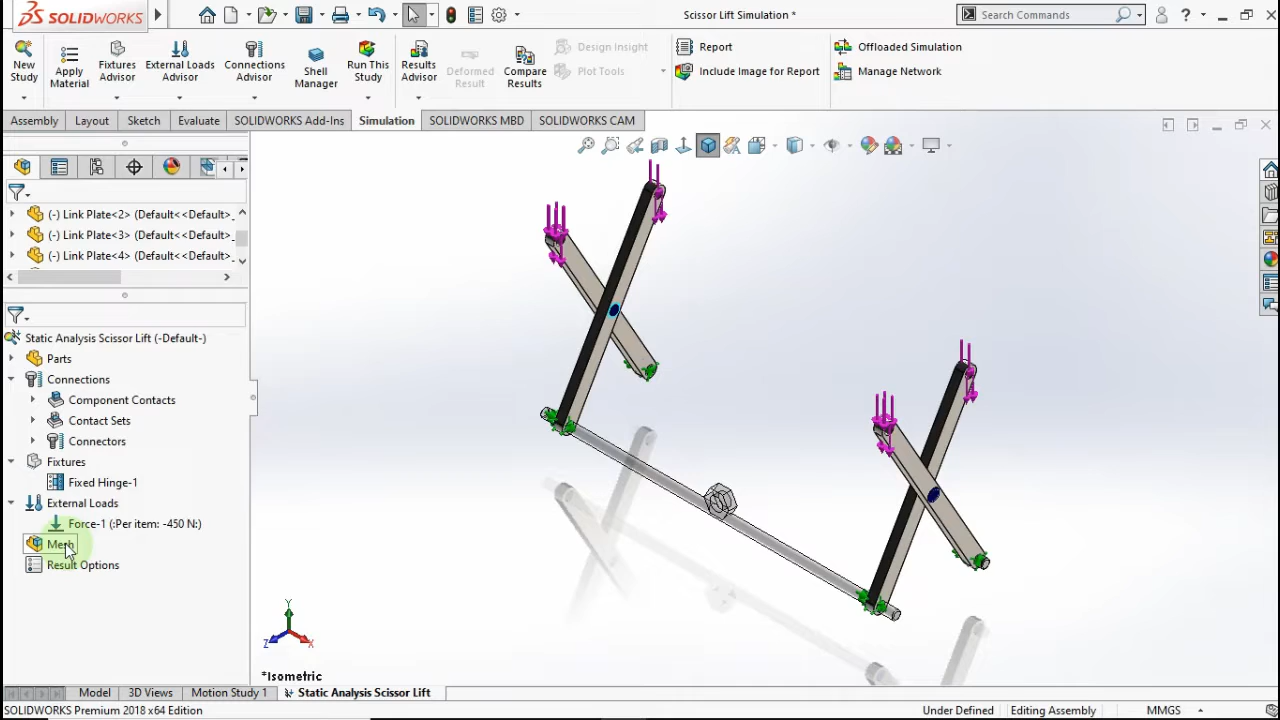 SOLIDWORKS
Scissor Lift Simulation *
Search Commands
?
New Study
Apply Material
Fixtures Advisor
External Loads Advisor
Connections Advisor
Shell Manager
Run This Study
Results Advisor
Deformed Result
Compare Results
Design Insight
Plot Tools
Report
Include Image for Report
Offloaded Simulation
Manage Network
Assembly
Layout
Sketch
Evaluate
SOLIDWORKS Add-Ins
Simulation
SOLIDWORKS MBD
SOLIDWORKS CAM
(-) Link Plate<2> (Default<<Default>_
(-) Link Plate<3> (Default<<Default>_
(-) Link Plate<4> (Default<<Default>_
Static Analysis Scissor Lift (-Default-)
Parts
Connections
Component Contacts
Contact Sets
Connectors
Fixtures
Fixed Hinge-1
External Loads
Force-1 (:Per item: -450 N:)
Mesh
Result Options
Y
Z
X
*Isometric
Model
3D Views
Motion Study 1
Static Analysis Scissor Lift
SOLIDWORKS Premium 2018 x64 Edition
Under Defined
Editing Assembly
MMGS